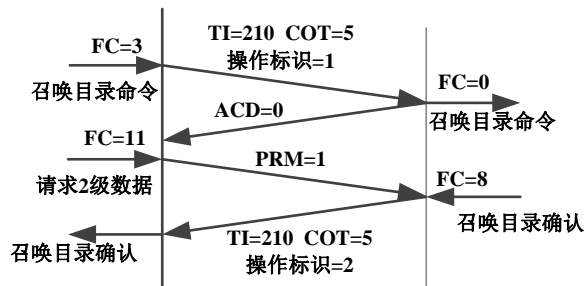 TI=210 COT=5
操作标识=1
FC=3
召唤目录命令
FC=0
召唤目录命令
ACD=0
FC=11
请求2级数据
PRM=1
FC=8
召唤目录确认
召唤目录确认
TI=210 COT=5
操作标识=2